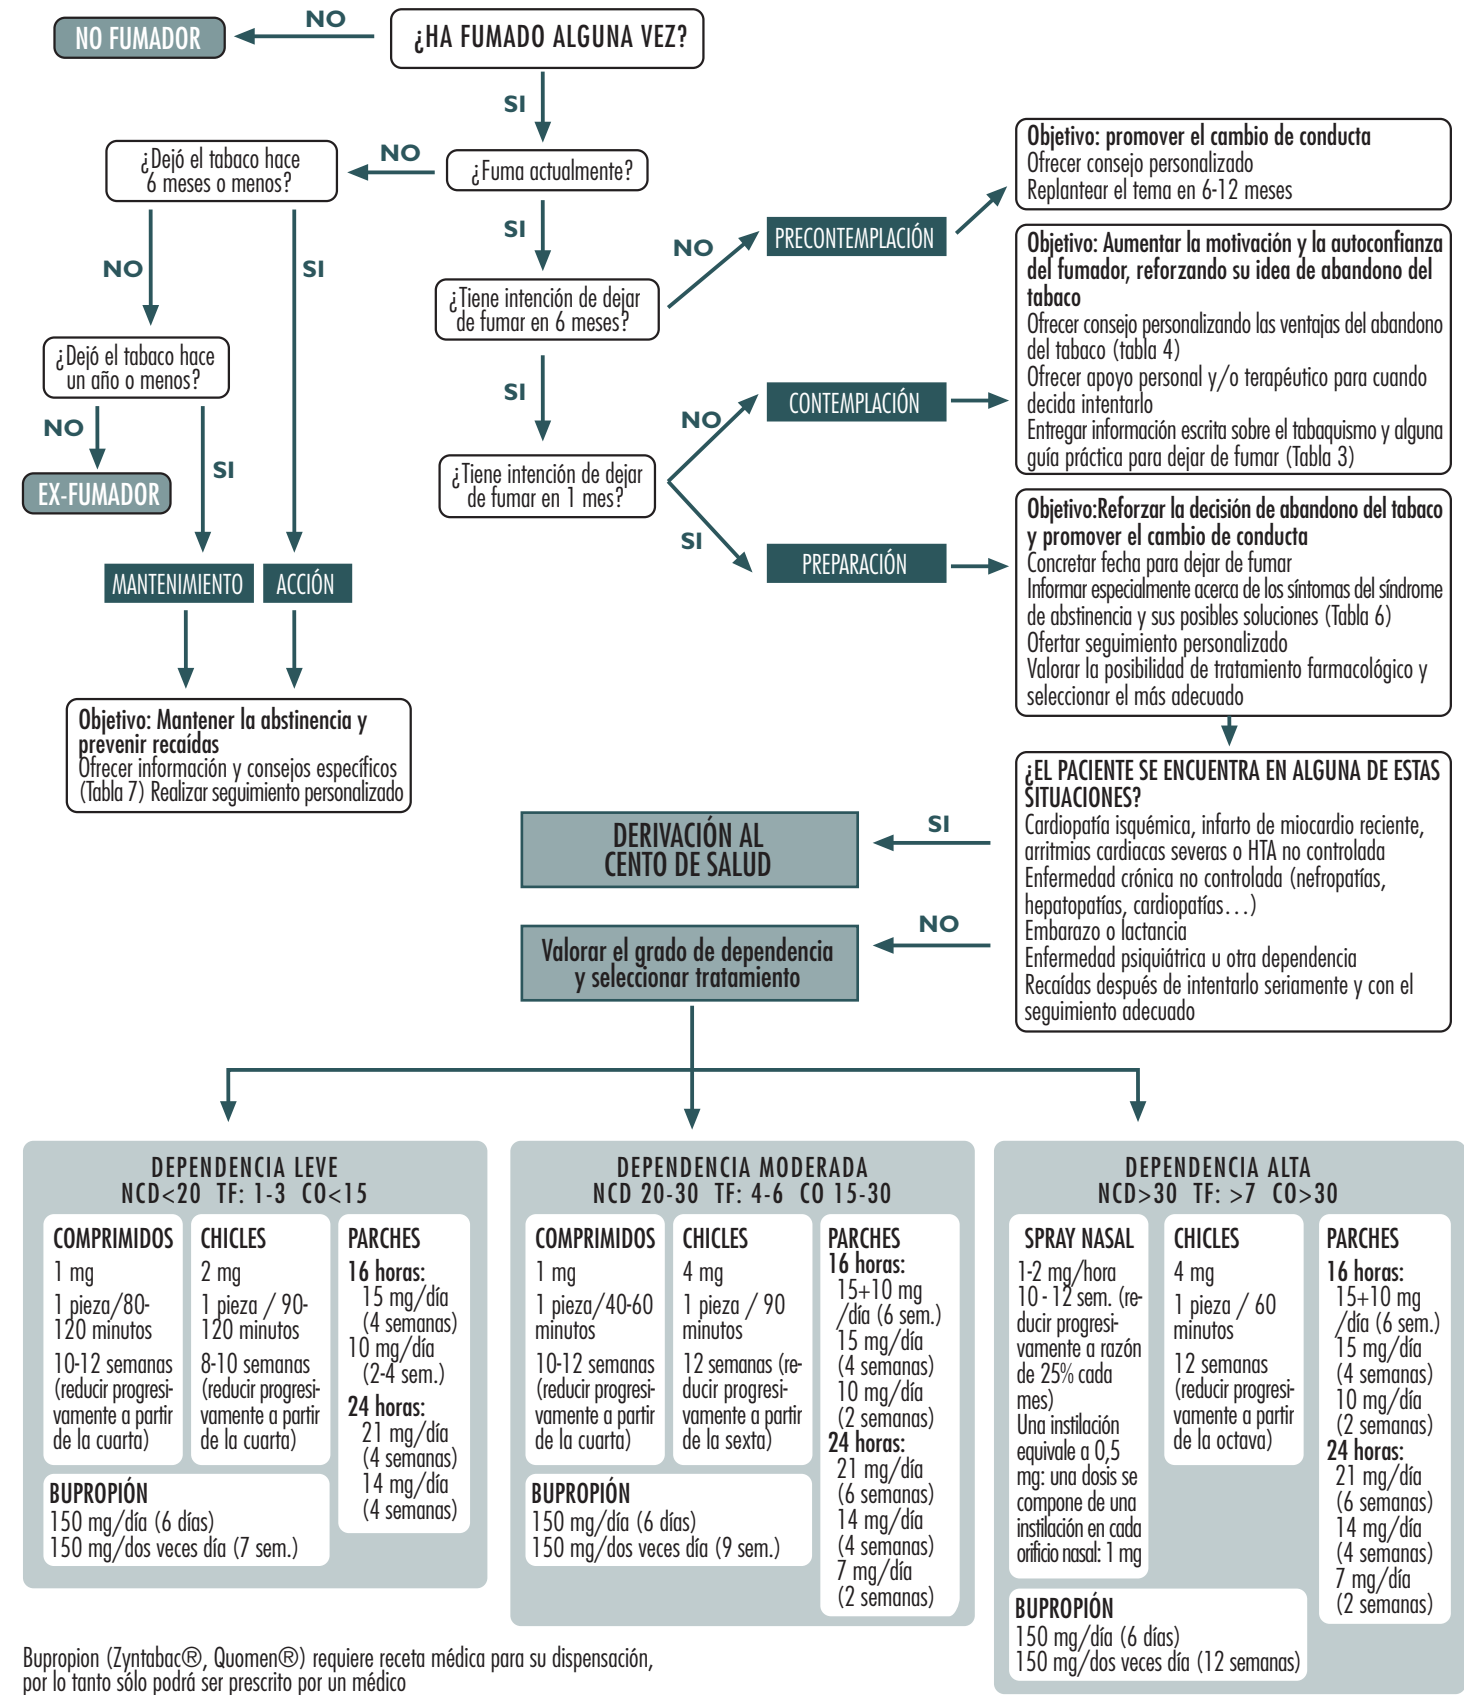 ¿HA FUMADO ALGUNA VEZ?
NO
NO FUMADOR
SI
¿Fuma actualmente?
NO
¿Dejó el tabaco hace
6 meses o menos?
NO
SI
¿Dejó el tabaco hace
un año o menos?
NO
SI
EX-FUMADOR
MANTENIMIENTO
ACCIÓN
Objetivo: Mantener la abstinencia y
prevenir recaídas
Ofrecer información y consejos específicos
(Tabla 7) Realizar seguimiento personalizado
SI
¿Tiene intención de dejar
de fumar en 6 meses?
NO
PRECONTEMPLACIÓN
Objetivo: promover el cambio de conducta
Ofrecer consejo personalizado
Replantear el tema en 6-12 meses
SI
¿Tiene intención de dejar
de fumar en 1 mes?
NO
CONTEMPLACIÓN
Objetivo: Aumentar la motivación y la autoconfianza
del fumador, reforzando su idea de abandono del
tabaco
Ofrecer consejo personalizando las ventajas del abandono
del tabaco (tabla 4)
Ofrecer apoyo personal y/o terapéutico para cuando
decida intentarlo
Entregar información escrita sobre el tabaquismo y alguna
guía práctica para dejar de fumar (Tabla 3)
SI
PREPARACIÓN
Objetivo:Reforzar la decisión de abandono del tabaco
y promover el cambio de conducta
Concretar fecha para dejar de fumar
Informar especialmente acerca de los síntomas del síndrome
de abstinencia y sus posibles soluciones (Tabla 6)
Ofertar seguimiento personalizado
Valorar la posibilidad de tratamiento farmacológico y
seleccionar el más adecuado
¿EL PACIENTE SE ENCUENTRA EN ALGUNA DE ESTAS
SITUACIONES?
Cardiopatía isquémica, infarto de miocardio reciente,
arritmias cardiacas severas o HTA no controlada
Enfermedad crónica no controlada (nefropatías,
hepatopatías, cardiopatías...)
Embarazo o lactancia
Enfermedad psiquiátrica u otra dependencia
Recaídas después de intentarlo seriamente y con el
seguimiento adecuado
SI
DERIVACIÓN AL
CENTO DE SALUD
NO
Valorar el grado de dependencia
y seleccionar tratamiento
DEPENDENCIA LEVE
NCD<20 TF: 1-3 CO<15
COMPRIMIDOS
1 mg
1 pieza/80-
120 minutos
10-12 semanas
(reducir progresi-
vamente a partir
de la cuarta)
CHICLES
2 mg
1 pieza / 90-
120 minutos
8-10 semanas
(reducir progresi-
vamente a partir
de la cuarta)
PARCHES
16 horas:
15 mg/día
(4 semanas)
10 mg/día
(2-4 sem.)
24 horas:
21 mg/día
(4 semanas)
14 mg/día
(4 semanas)
BUPROPIÓN
150 mg/día (6 días)
150 mg/dos veces día (7 sem.)
DEPENDENCIA MODERADA
NCD 20-30 TF: 4-6 CO 15-30
COMPRIMIDOS
1 mg
1 pieza/40-60
minutos
10-12 semanas
(reducir progresi-
vamente a partir
de la cuarta)
CHICLES
4 mg
1 pieza / 90
minutos
12 semanas (re-
ducir progresi-
vamente a partir
de la sexta)
PARCHES
16 horas:
15+10 mg
/día (6 sem.)
15 mg/día
(4 semanas)
10 mg/día
(2 semanas)
24 horas:
21 mg/día
(6 semanas)
14 mg/día
(4 semanas)
7 mg/día
(2 semanas)
BUPROPIÓN
150 mg/día (6 días)
150 mg/dos veces día (9 sem.)
DEPENDENCIA ALTA
NCD>30 TF: >7 CO>30
SPRAY NASAL
1-2 mg/hora
10 - 12 sem. (re-
ducir progresi-
vamente a razón
de 25% cada
mes)
Una instilación
equivale a 0,5
mg: una dosis se
compone de una
instilación en cada
orificio nasal: 1 mg
CHICLES
4 mg
1 pieza / 60
minutos
12 semanas
(reducir progresi-
vamente a partir
de la octava)
PARCHES
16 horas:
15+10 mg
/día (6 sem.)
15 mg/día
(4 semanas)
10 mg/día
(2 semanas)
24 horas:
21 mg/día
(6 semanas)
14 mg/día
(4 semanas)
7 mg/día
(2 semanas)
BUPROPIÓN
150 mg/día (6 días)
150 mg/dos veces día (12 semanas)
Bupropion (Zyntabac®, Quomen®) requiere receta médica para su dispensación,
por lo tanto sólo podrá ser prescrito por un médico